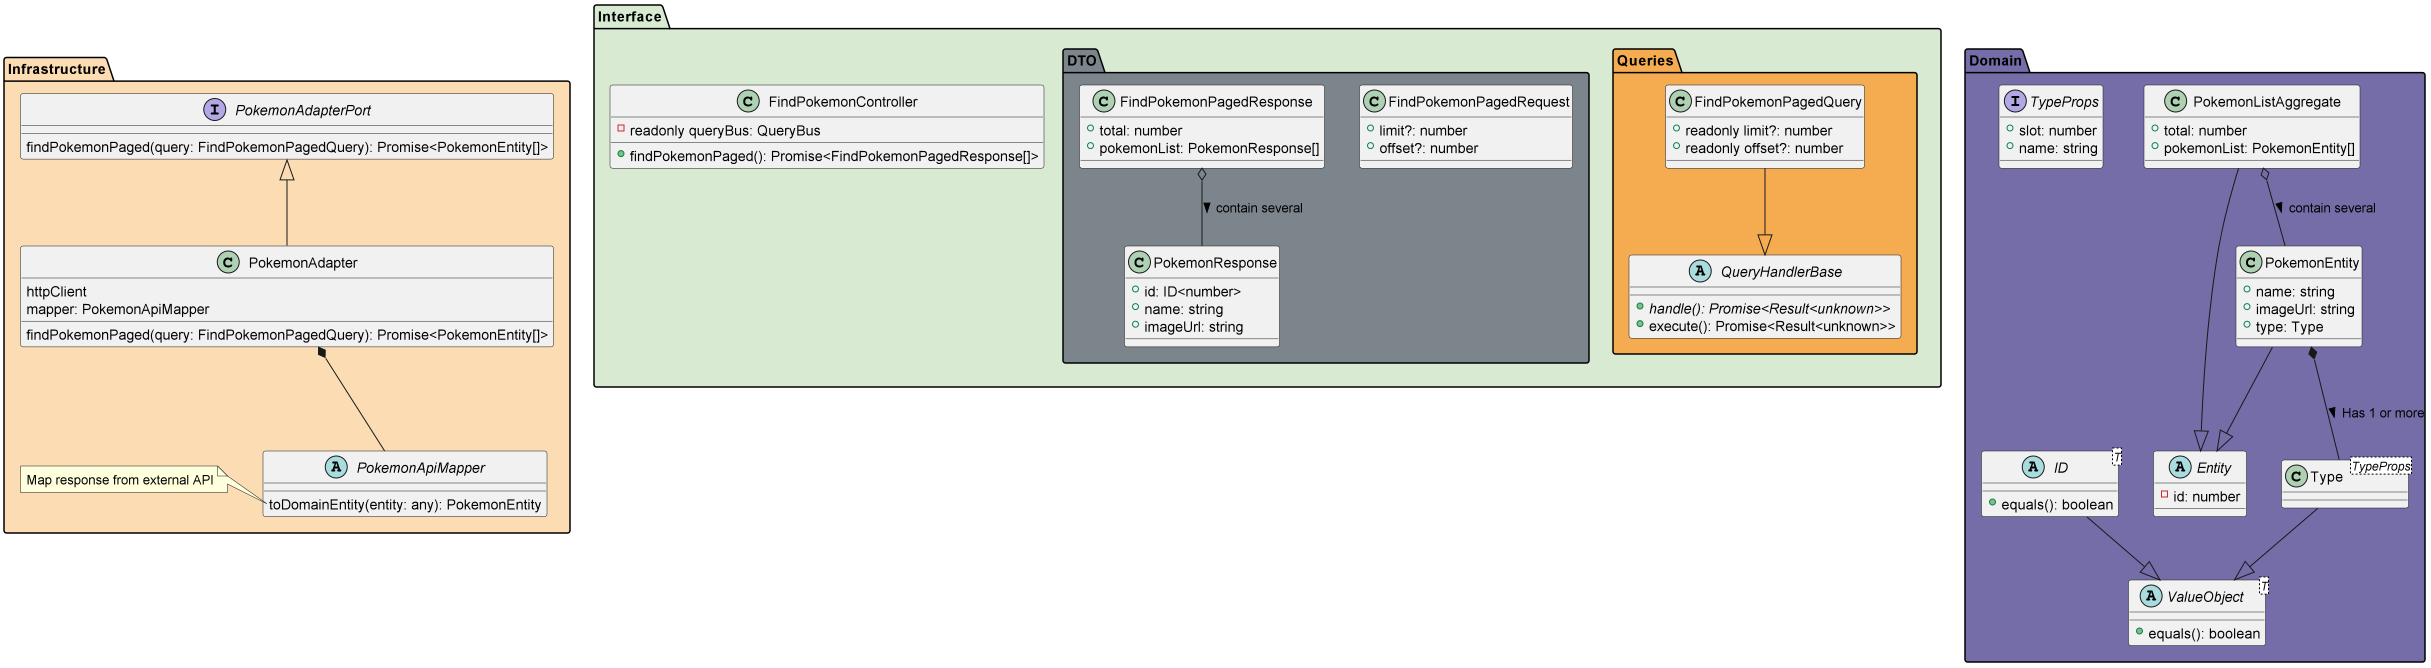 Infrastructure
I PokemonAdapterPort
findPokemonPaged(query: FindPokemonPagedQuery): Promise<PokemonEntity[]>
C PokemonAdapter
httpClient
mapper: PokemonApiMapper
findPokemonPaged(query: FindPokemonPagedQuery): Promise<PokemonEntity[]>
Map response from external API
A PokemonApiMapper
toDomainEntity(entity: any): PokemonEntity
Interface
C FindPokemonController
readonly queryBus: QueryBus
findPokemonPaged(): Promise<FindPokemonPagedResponse[]>
DTO
C FindPokemonPagedResponse
total: number
pokemonList: PokemonResponse[]
C FindPokemonPagedRequest
limit?: number
offset?: number
contain several
C PokemonResponse
id: ID<number>
name: string
imageUrl: string
Queries
C FindPokemonPagedQuery
readonly limit?: number
readonly offset?: number
A QueryHandlerBase
handle(): Promise<Result<unknown>>
execute(): Promise<Result<unknown>>
Domain
I TypeProps
slot: number
name: string
C PokemonListAggregate
total: number
pokemonList: PokemonEntity[]
contain several
C PokemonEntity
name: string
imageUrl: string
type: Type
Has 1 or more
A ID T
equals(): boolean
A Entity
id: number
C Type TypeProps
A ValueObject T
equals(): boolean